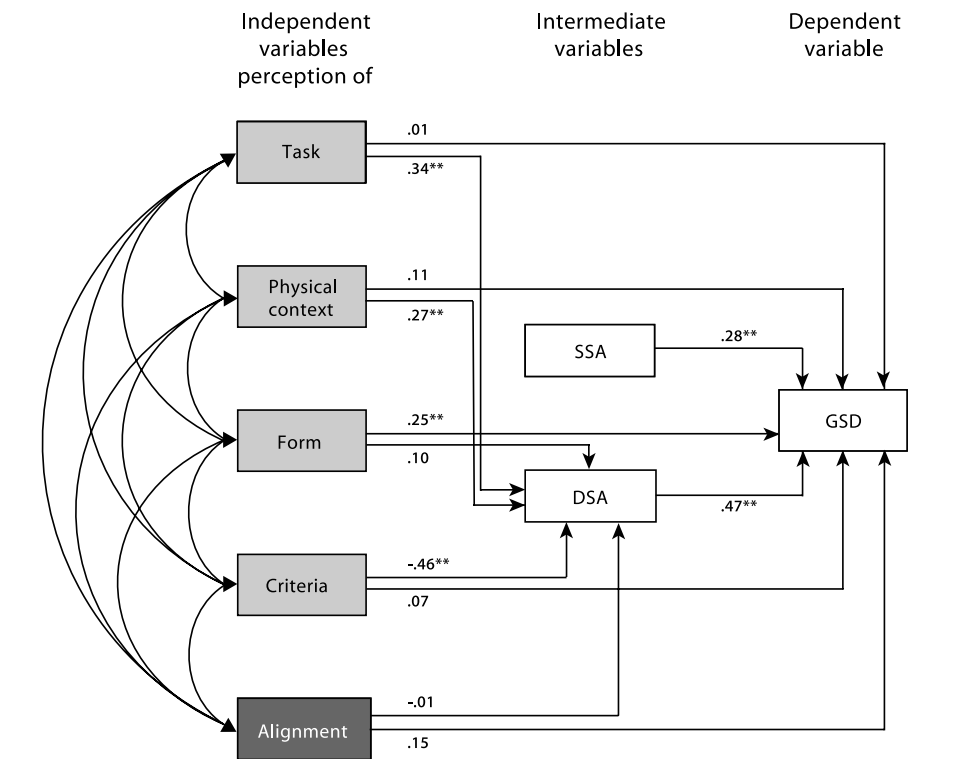 Independent
variables
perception of
Intermediate
variables
Dependent
variable
Task
.01
.34**
Physical
context
.11
.27**
SSA
.28**
Form
.25**
.10
GSD
DSA
.47**
Criteria
-.46**
.07
Alignment
-.01
.15